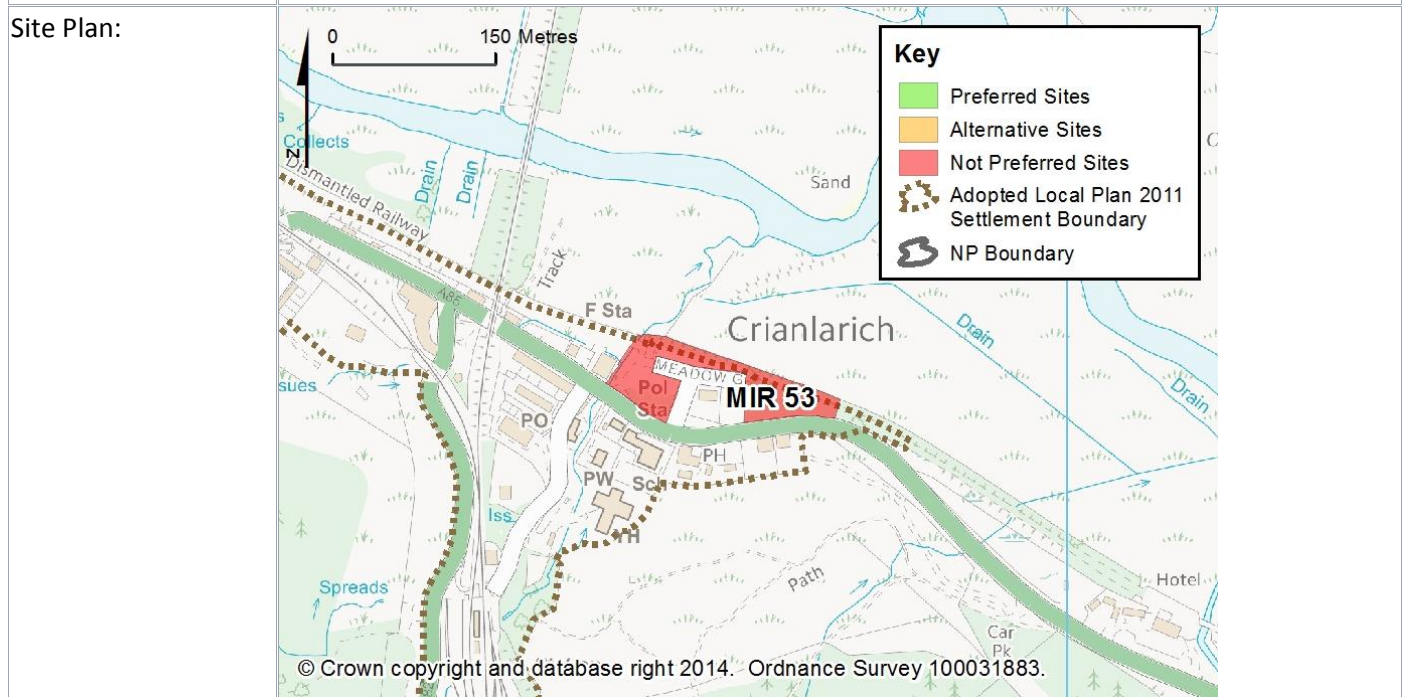 Site Plan:
0 150 Metres
Key
Preferred Sites
Alternative Sites
Not Preferred Sites
Adopted Local Plan 2011
Settlement Boundary
NP Boundary
N
Collects
Dismantled Railway
Drain
Drain
Sand
Track
A85
F Sta
Crianlarich
Drain
Drain
sues
MEADOW G
Pol
Sta
MIR 53
PO
PH
PW
Sch
YH
Iss
Path
Spreads
Hotel
Car
Pk
© Crown copyright and database right 2014. Ordnance Survey 100031883.